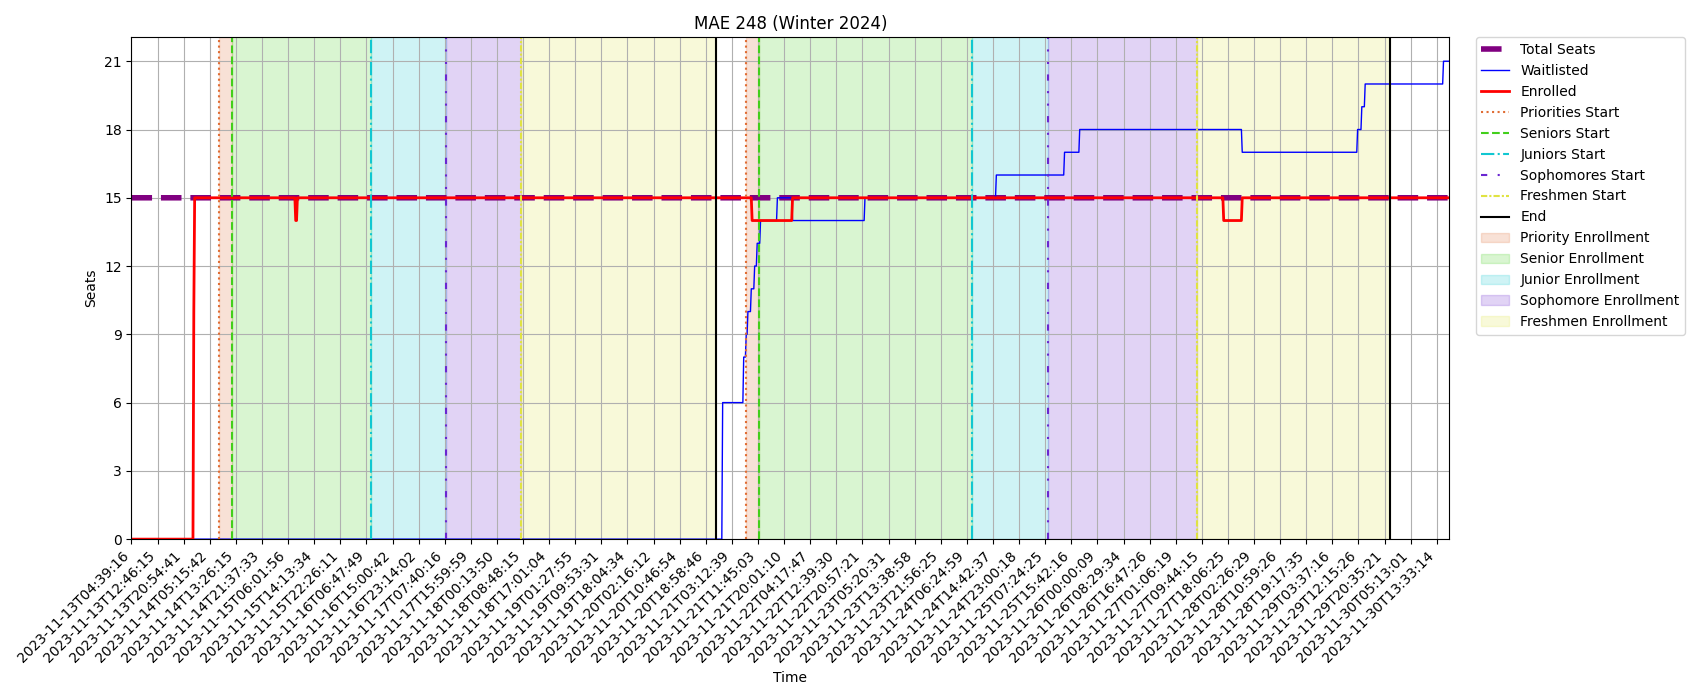 MAE 248 (Winter 2024)
21
18
15
12
9
6
3
0
Seats
2023-11-13T04:39:16
2023-11-13T12:46:15
2023-11-13T20:54:41
2023-11-14T05:15:42
2023-11-14T13:26:15
2023-11-14T21:37:33
2023-11-15T06:01:56
2023-11-15T14:13:34
2023-11-15T22:26:11
2023-11-16T06:47:49
2023-11-16T15:00:42
2023-11-16T23:14:02
2023-11-17T07:40:16
2023-11-17T15:59:59
2023-11-18T00:13:50
2023-11-18T08:48:15
2023-11-18T17:01:04
2023-11-19T01:27:55
2023-11-19T09:53:31
2023-11-19T18:04:34
2023-11-20T02:16:12
2023-11-20T10:46:54
2023-11-20T18:58:46
2023-11-21T03:12:39
2023-11-21T11:45:03
2023-11-21T20:01:10
2023-11-22T04:17:47
2023-11-22T12:39:30
2023-11-22T20:57:21
2023-11-23T05:20:31
2023-11-23T13:38:58
2023-11-23T21:56:25
2023-11-24T06:24:59
2023-11-24T14:42:37
2023-11-24T23:00:18
2023-11-25T07:24:25
2023-11-25T15:42:16
2023-11-26T00:00:09
2023-11-26T08:29:34
2023-11-26T16:47:26
2023-11-27T01:06:19
2023-11-27T09:44:15
2023-11-27T18:06:25
2023-11-28T02:26:29
2023-11-28T10:59:26
2023-11-28T19:17:35
2023-11-29T03:37:16
2023-11-29T12:15:26
2023-11-29T20:35:21
2023-11-30T05:13:01
2023-11-30T13:33:14
Time
Total Seats
Waitlisted
Enrolled
Priorities Start
Seniors Start
Juniors Start
Sophomores Start
Freshmen Start
End
Priority Enrollment
Senior Enrollment
Junior Enrollment
Sophomore Enrollment
Freshmen Enrollment